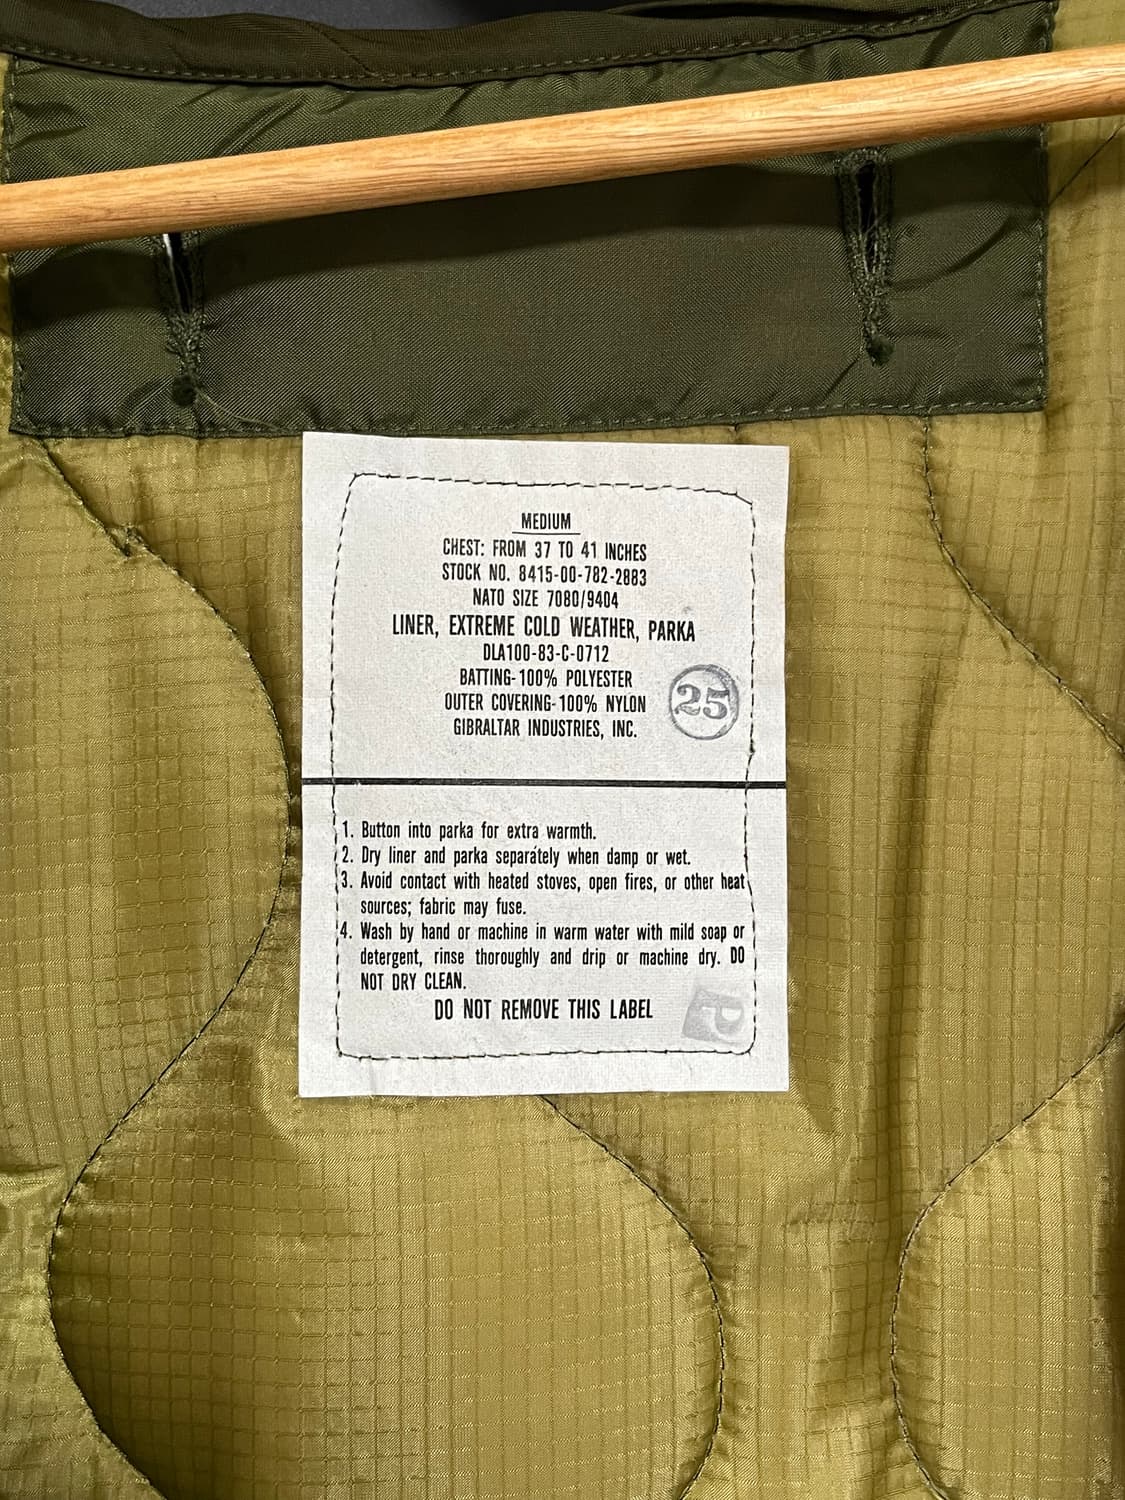 MEDIUM
CHEST: FROM 37 TO 41 INCHES
STOCK NO. 8415-00-782-2883
NATO SIZE 7080/9404
LINER, EXTREME COLD WEATHER, PARKA
DLA100-83-C-0712
BATTING-100% POLYESTER
OUTER COVERING-100% NYLON
GIBRALTAR INDUSTRIES, INC.
25
1. Button into parka for extra warmth.
2. Dry liner and parka separately when damp or wet.
3. Avoid contact with heated stoves, open fires, or other heat
sources; fabric may fuse.
4. Wash by hand or machine in warm water with mild soap or
detergent, rinse thoroughly and drip or machine dry. DO
NOT DRY CLEAN.
DO NOT REMOVE THIS LABEL
P